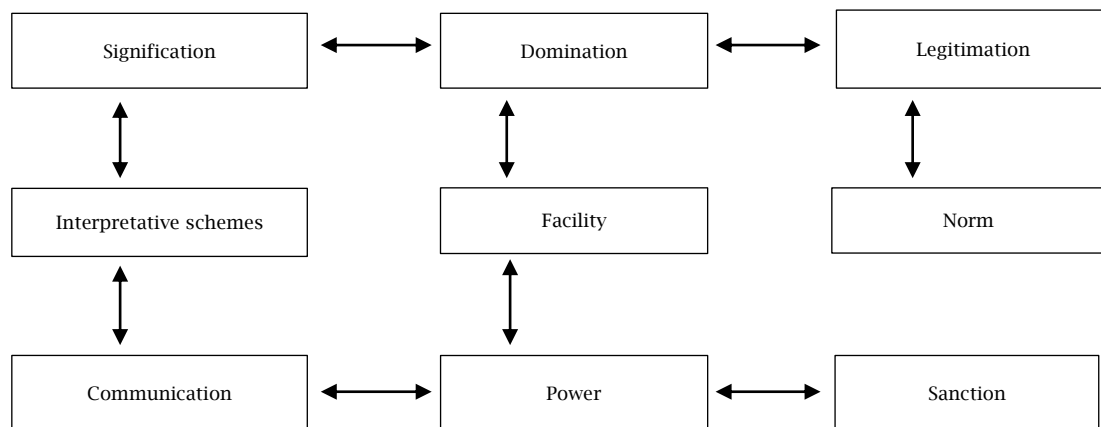 Signification
Domination
Legitimation
Interpretative schemes
Facility
Norm
Communication
Power
Sanction